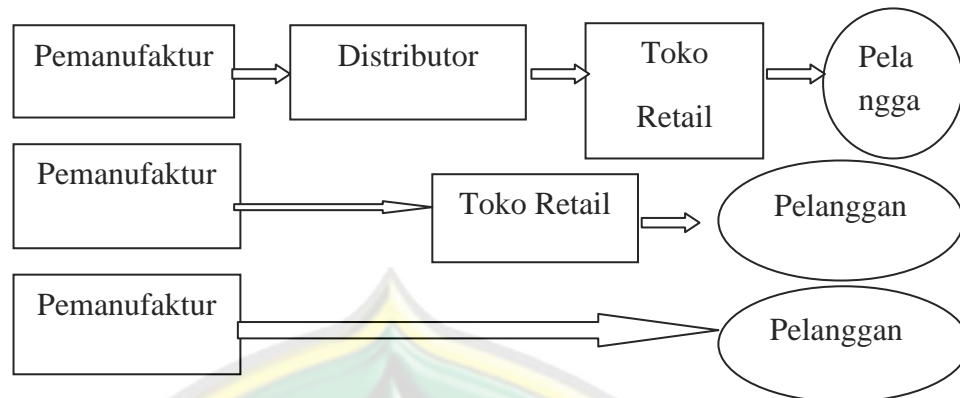 Pemanufaktur
Distributor
Toko
Retail
Pela
ngga
Pemanufaktur
Toko Retail
Pelanggan
Pemanufaktur
Pelanggan